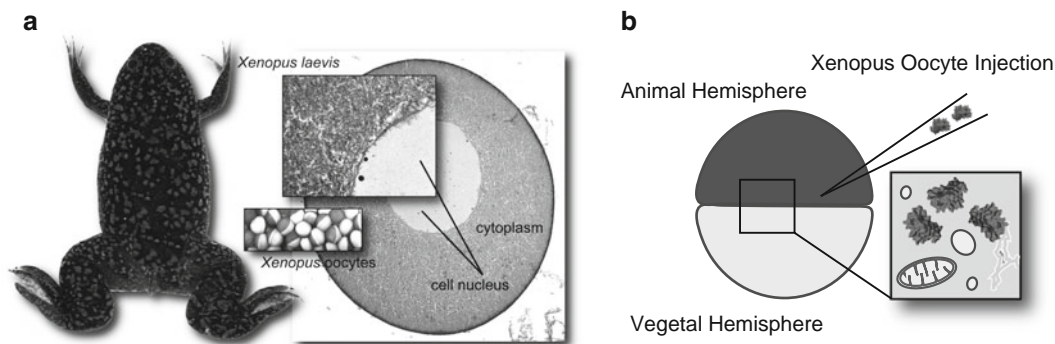 a
Xenopus laevis
cytoplasm
Xenopus oocytes
cell nucleus
b
Xenopus Oocyte Injection
Animal Hemisphere
Vegetal Hemisphere